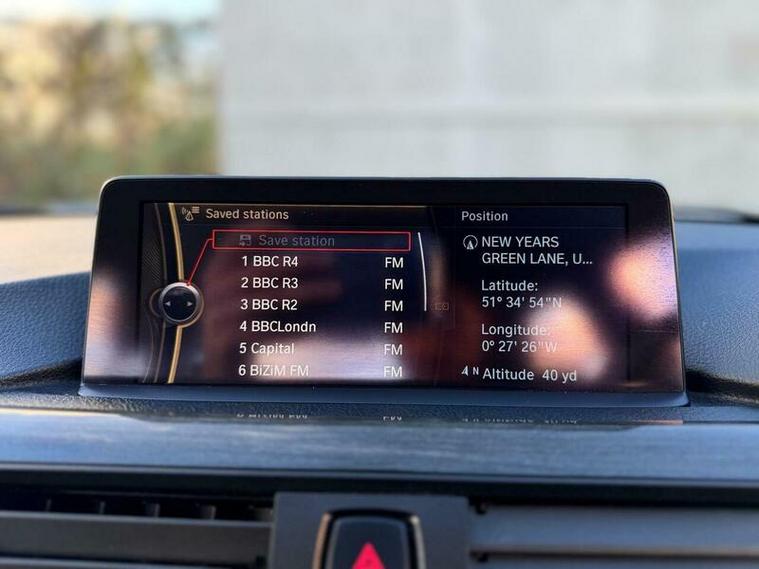 Saved stations
Save station
1 BBC R4 FM
2 BBC R3 FM
3 BBC R2 FM
4 BBCLondn FM
5 Capital FM
6 BiZiM FM FM
Position
NEW YEARS
GREEN LANE, U...
Latitude:
51° 34' 54"N
Longitude:
0° 27' 26"W
N Altitude 40 yd